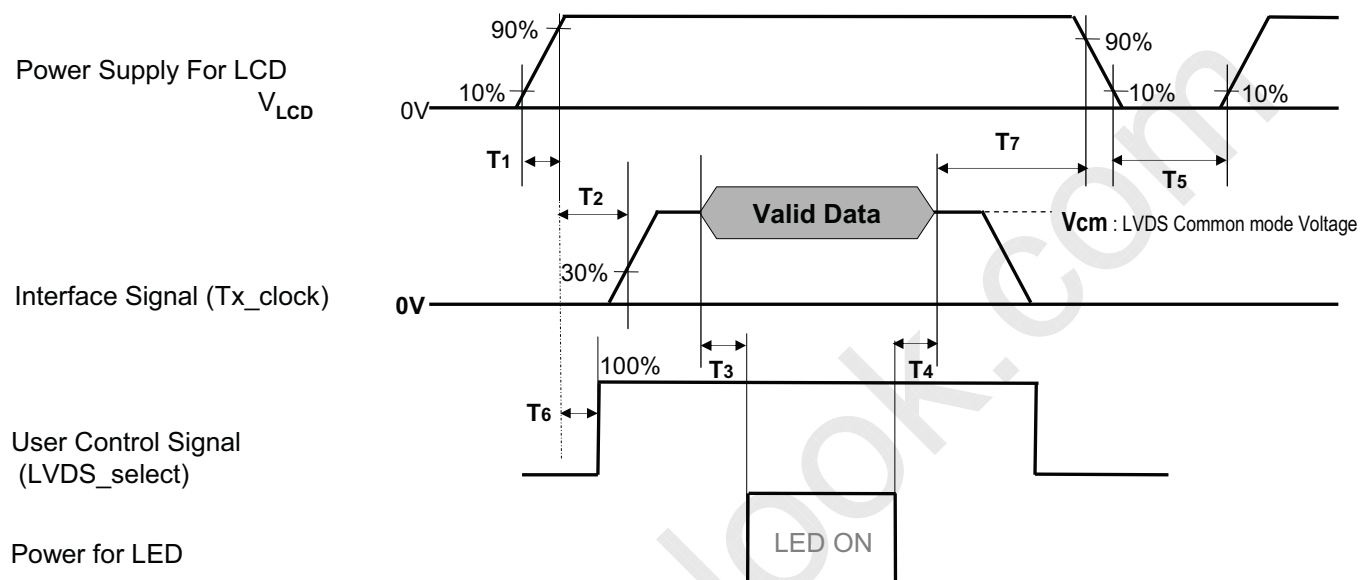 90%
90%
Power Supply For LCD
VLCD
10%
10%
10%
0V
T1
T7
T5
T2
Valid Data
Vcm : LVDS Common mode Voltage
30%
Interface Signal (Tx_clock)
0V
100%
T3
T4
T6
User Control Signal
(LVDS_select)
LED ON
Power for LED
look.com